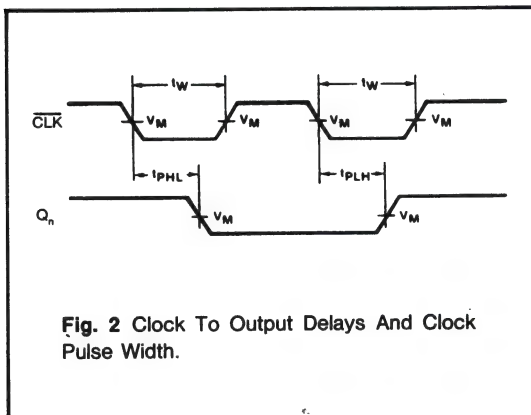 tW tW
CLK VM VM VM VM
tPHL tPLH
Qn VM VM
Fig. 2 Clock To Output Delays And Clock
Pulse Width.